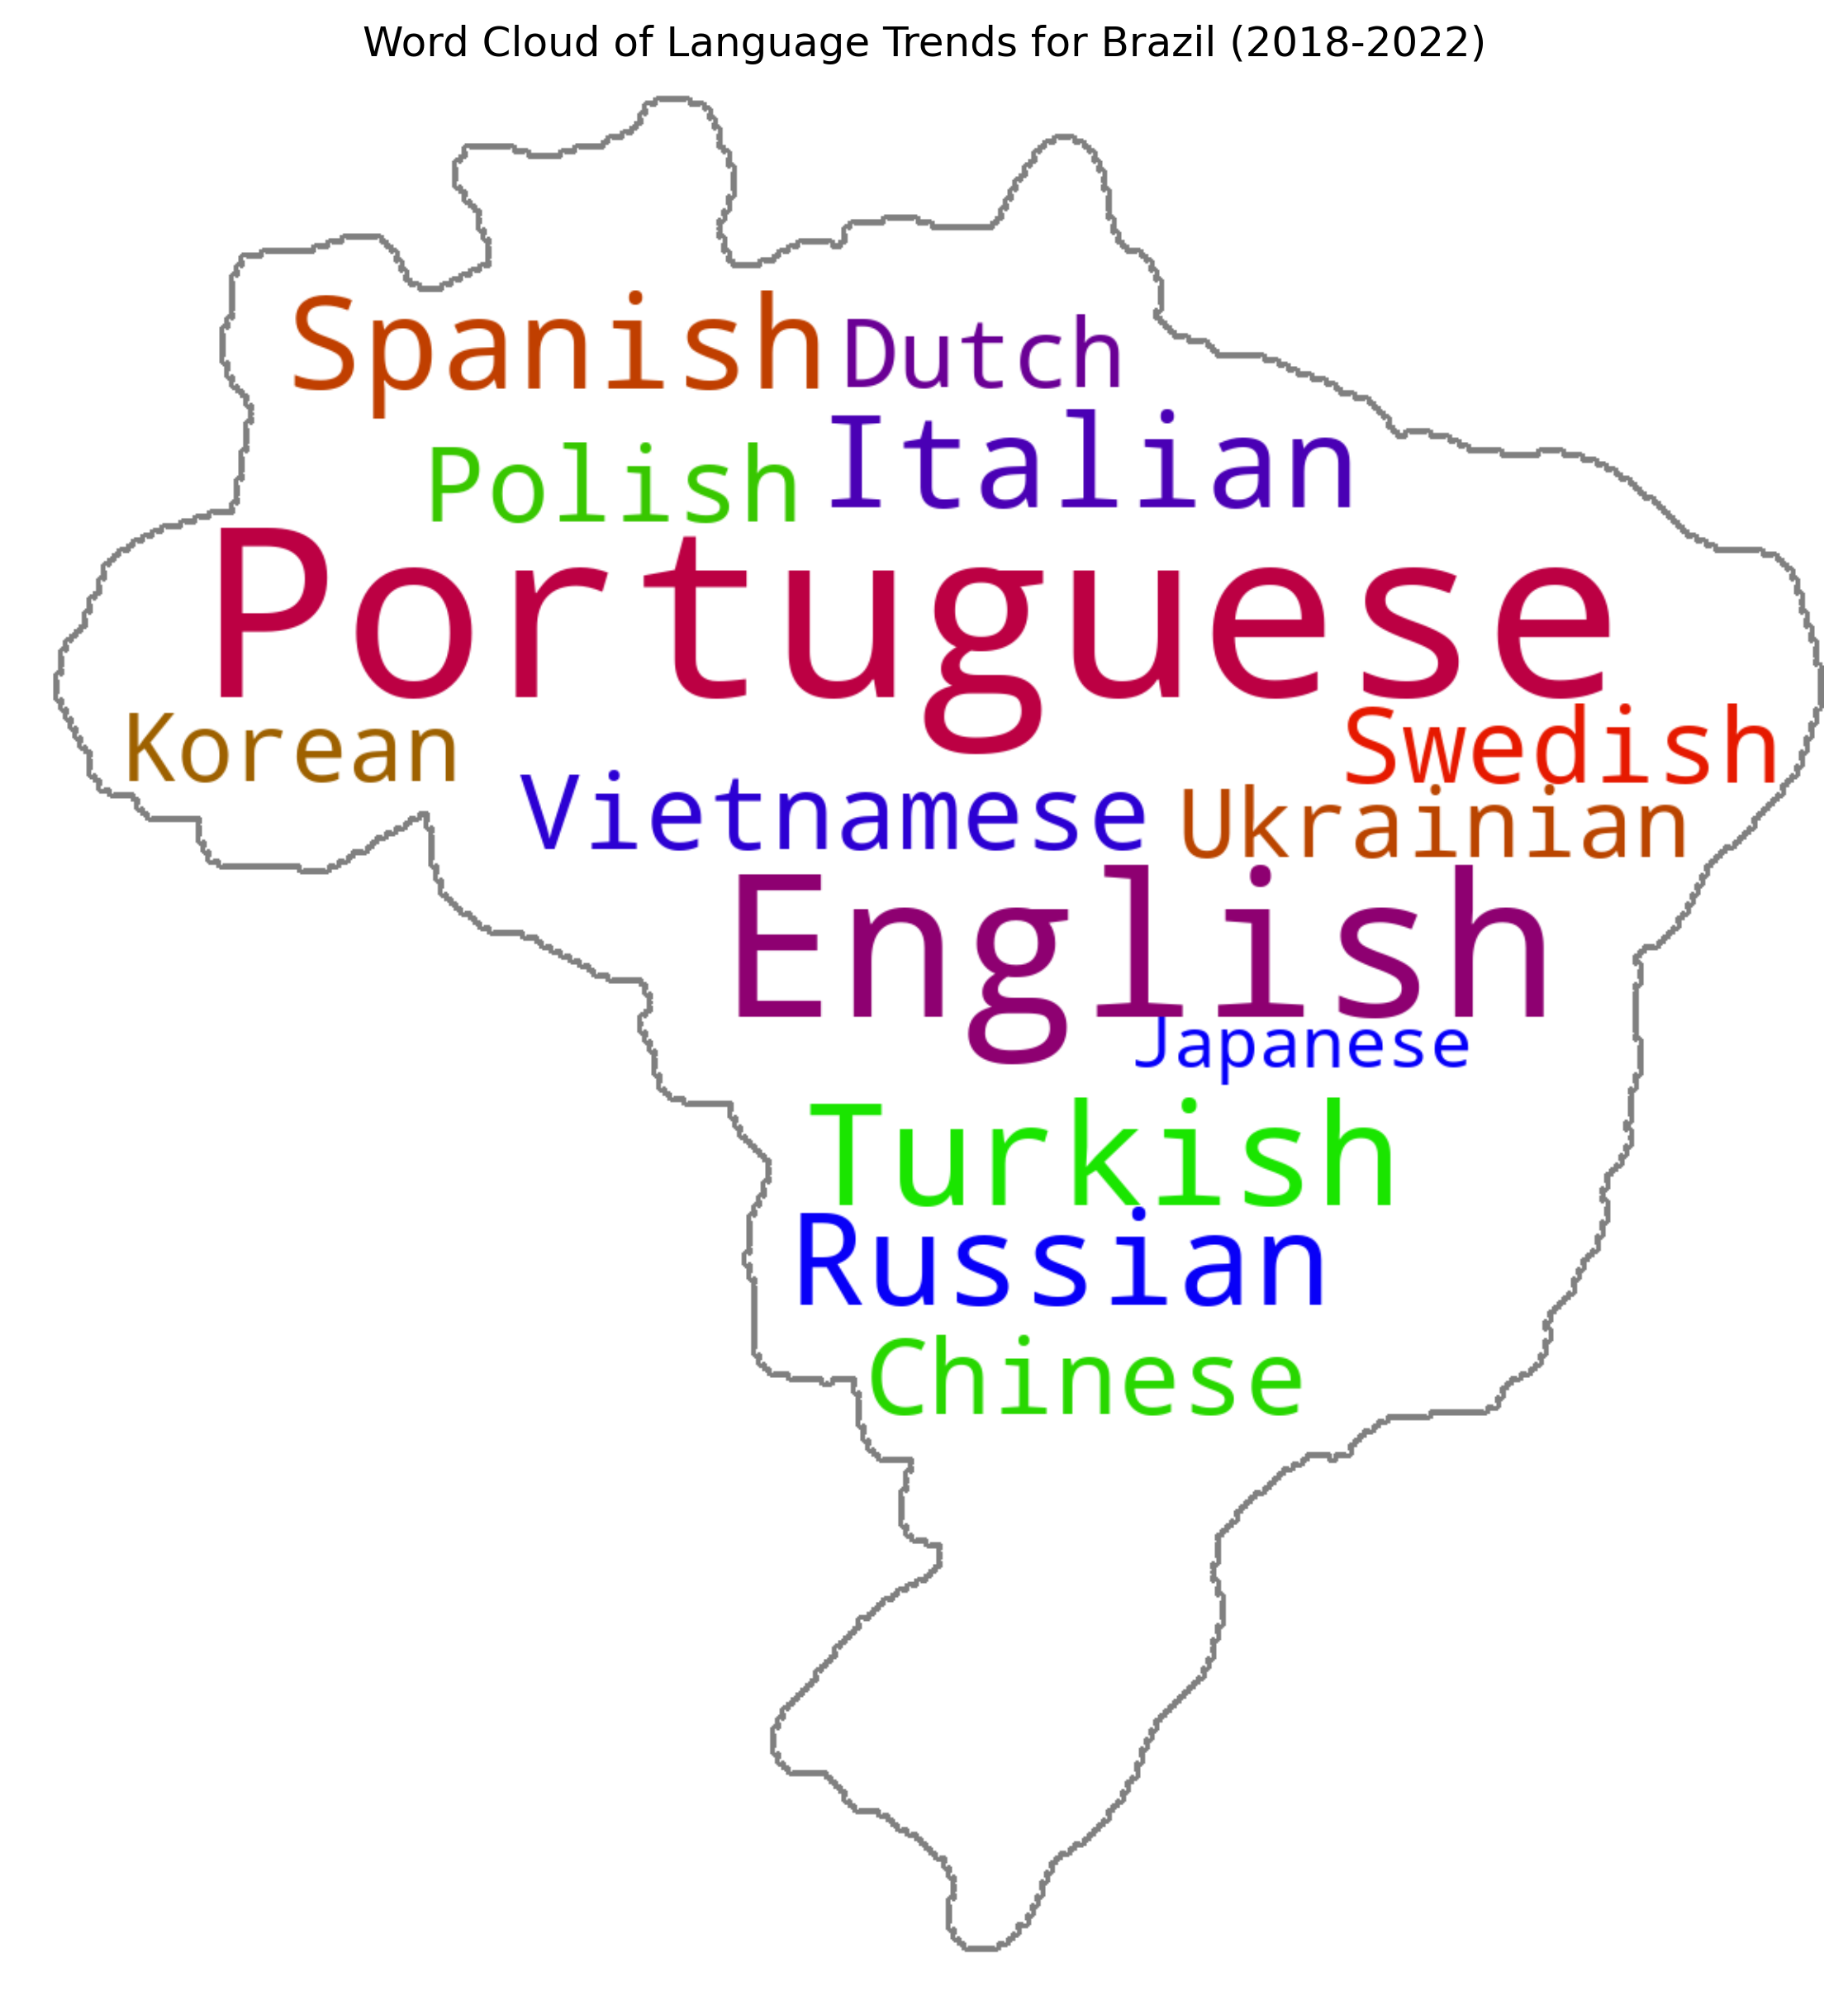 Word Cloud of Language Trends for Brazil (2018-2022)
Spanish Dutch
Polish Italian
Portuguese
Korean Swedish
Vietnamese Ukrainian
English
Japanese
Turkish
Russian
Chinese